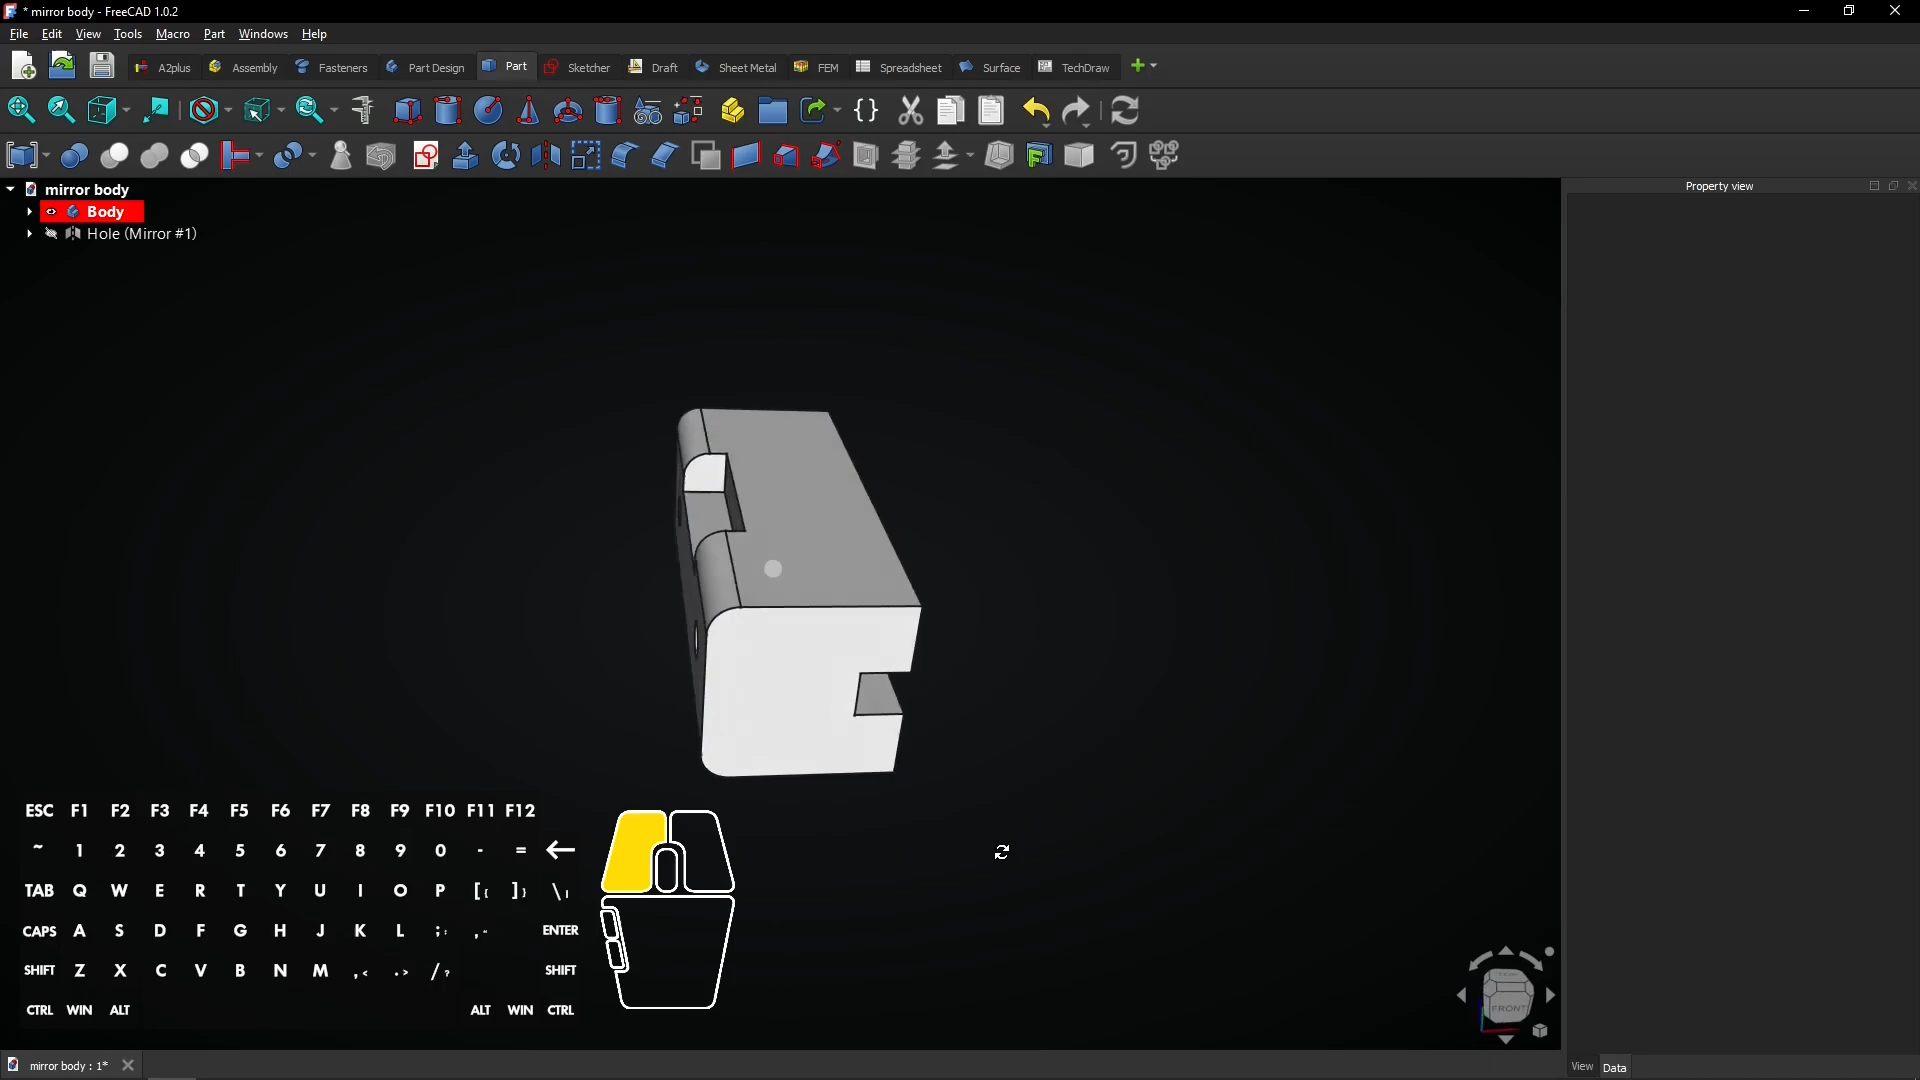 * mirror body - FreeCAD 1.0.2
File Edit View Tools Macro Part Windows Help
A2plus Assembly Fasteners Part Design Part Sketcher Draft Sheet Metal FEM Spreadsheet Surface TechDraw
mirror body
Body
Hole (Mirror #1)
Property view
ESC F1 F2 F3 F4 F5 F6 F7 F8 F9 F10 F11 F12
~ 1 2 3 4 5 6 7 8 9 0 - =
TAB Q W E R T Y U I O P [{ ]} \|
CAPS A S D F G H J K L ;: ," ENTER
SHIFT Z X C V B N M ,< .> /? SHIFT
CTRL WIN ALT ALT WIN CTRL
FRONT
mirror body : 1*
View Data